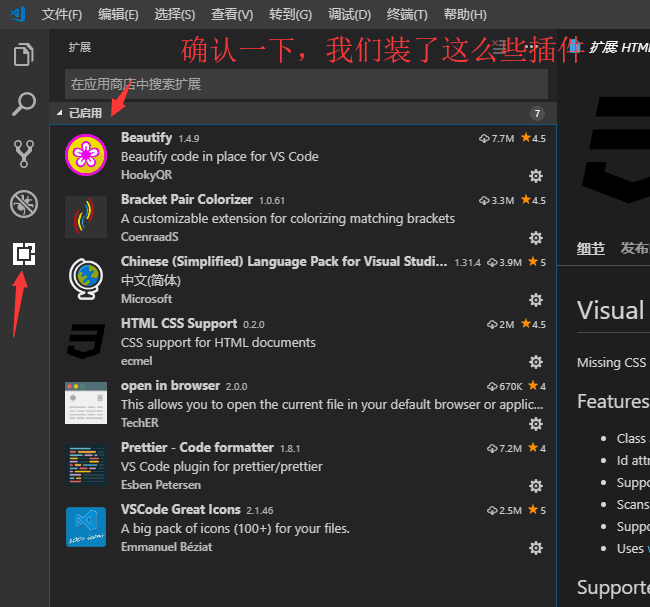 文件(F) 编辑(E) 选择(S) 查看(V) 转到(G) 调试(D) 终端(T) 帮助(H)
扩展
确认一下，我们装了这么些插件
扩展 HTM
在应用商店中搜索扩展
已启用 7
Beautify 1.4.9 7.7M 4.5
Beautify code in place for VS Code
HookyQR
Bracket Pair Colorizer 1.0.61 3.3M 4.5
A customizable extension for colorizing matching brackets
CoenraadS
Chinese (Simplified) Language Pack for Visual Studi... 1.31.4 3.9M 5
中文(简体)
Microsoft
HTML CSS Support 0.2.0 2M 4.5
CSS support for HTML documents
ecmel
open in browser 2.0.0 670K 4
This allows you to open the current file in your default browser or applic...
TechER
Prettier - Code formatter 1.8.1 7.2M 4
VS Code plugin for prettier/prettier
Esben Petersen
VSCode Great Icons 2.1.46 2.5M 5
100+ icons
A big pack of icons (100+) for your files.
Emmanuel Béziat
细节 发布
Visual
Missing CSS
Features
Class
Id attr
Suppo
Scans
Suppo
Uses
Supporte